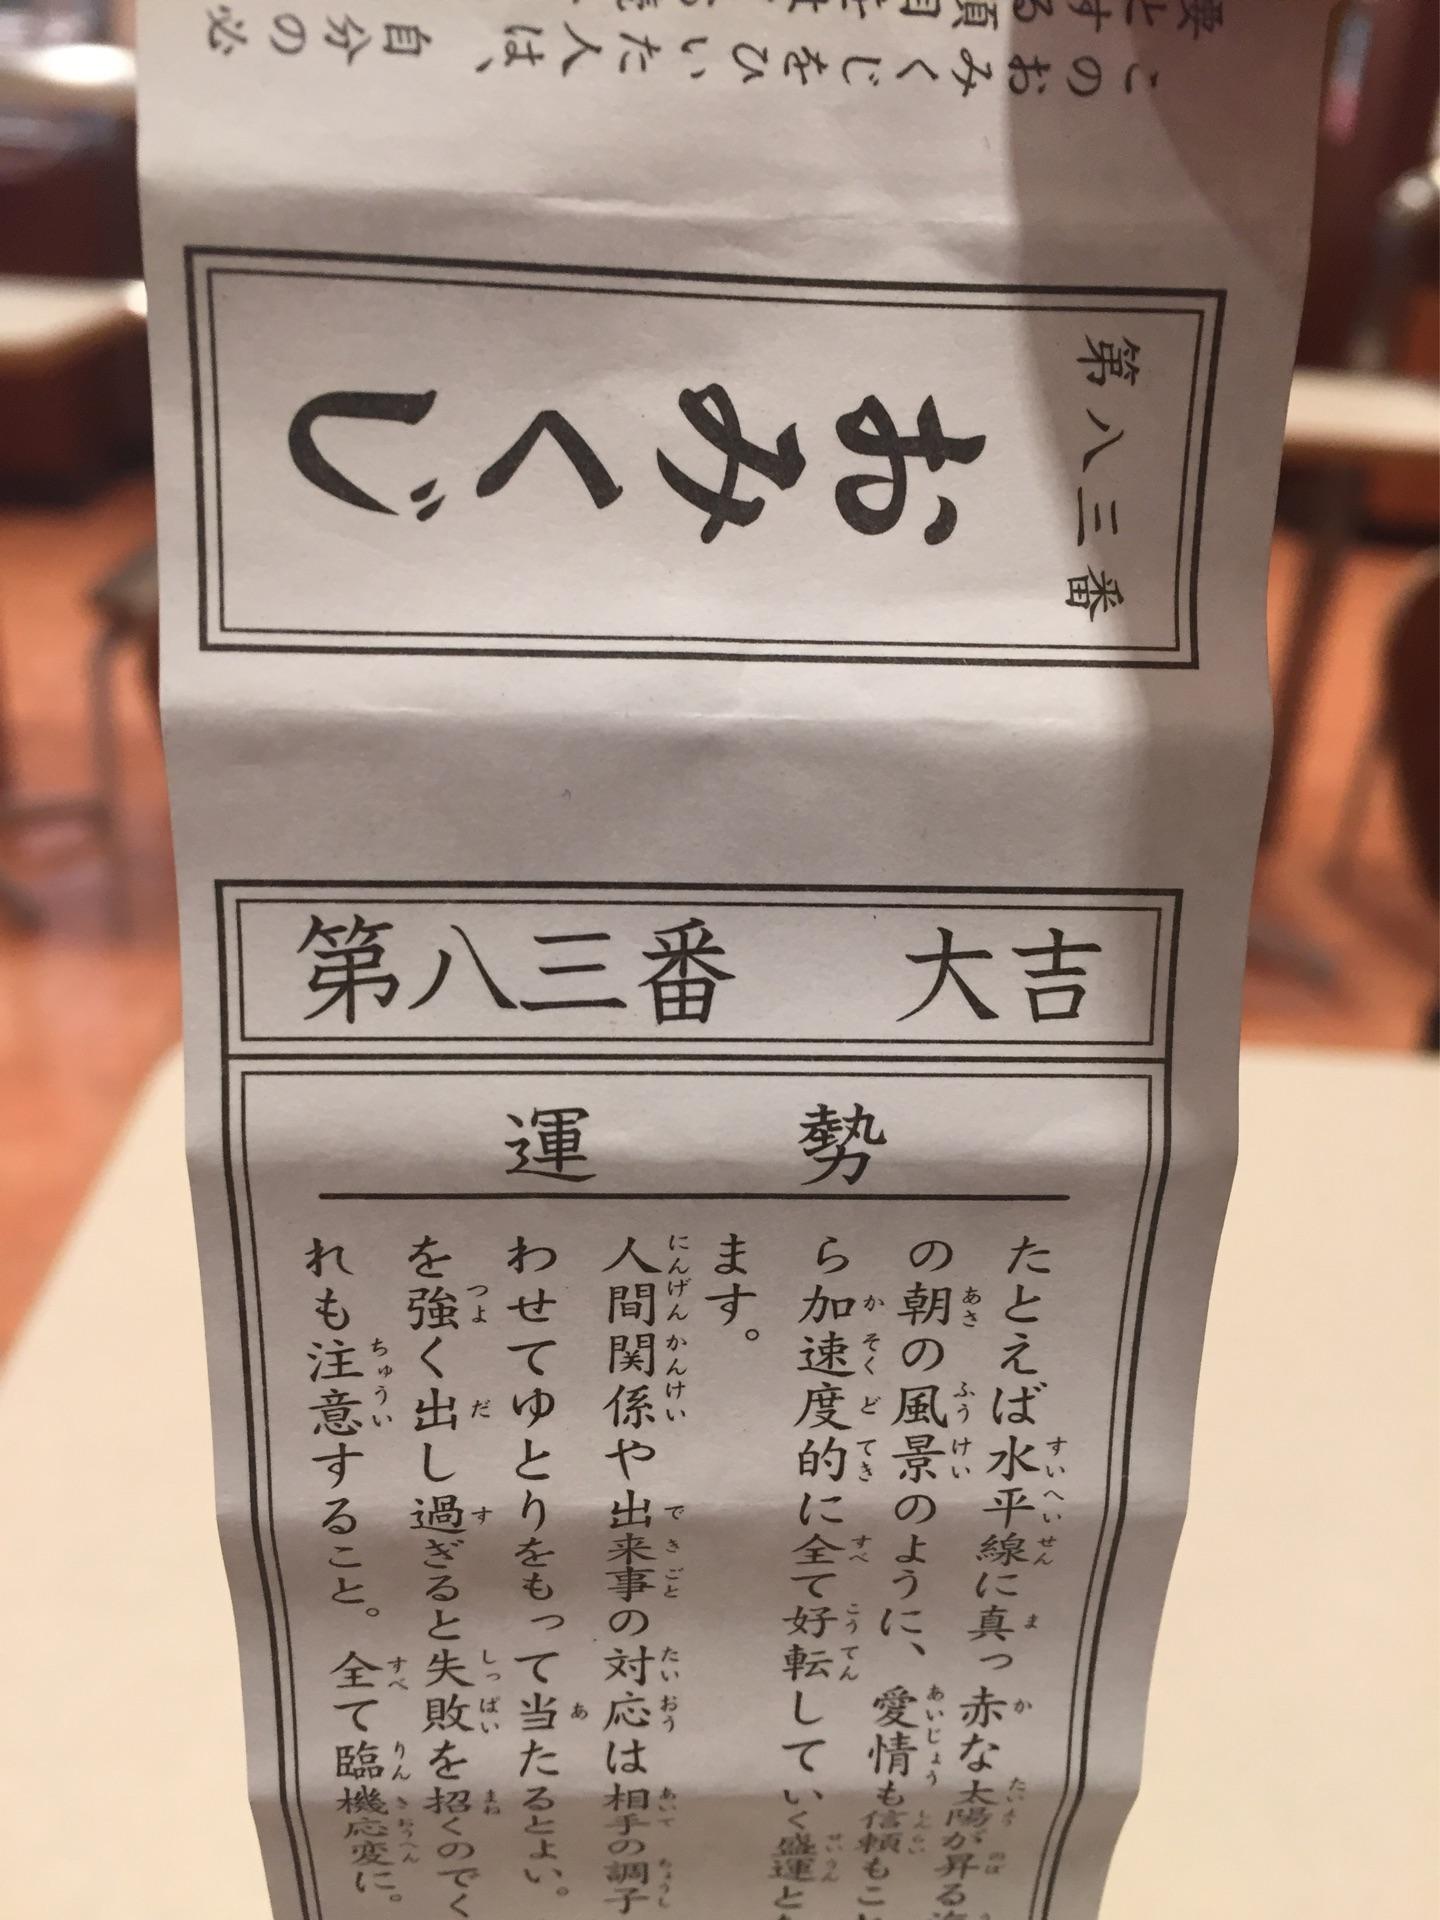 このおみくじをひいた人は、自分の必
要とする項目
第八三番
おみくじ
第八三番 大吉
運勢
たとえば水平線に真っ赤な太陽が昇る海
の朝の風景のように、愛情も信頼もこ
ら加速度的に全て好転していく盛運と
ます。
人間関係や出来事の対応は相手の調子
わせてゆとりをもって当たるとよい。
を強く出し過ぎると失敗を招くのでく
れも注意すること。全て臨機応変に。